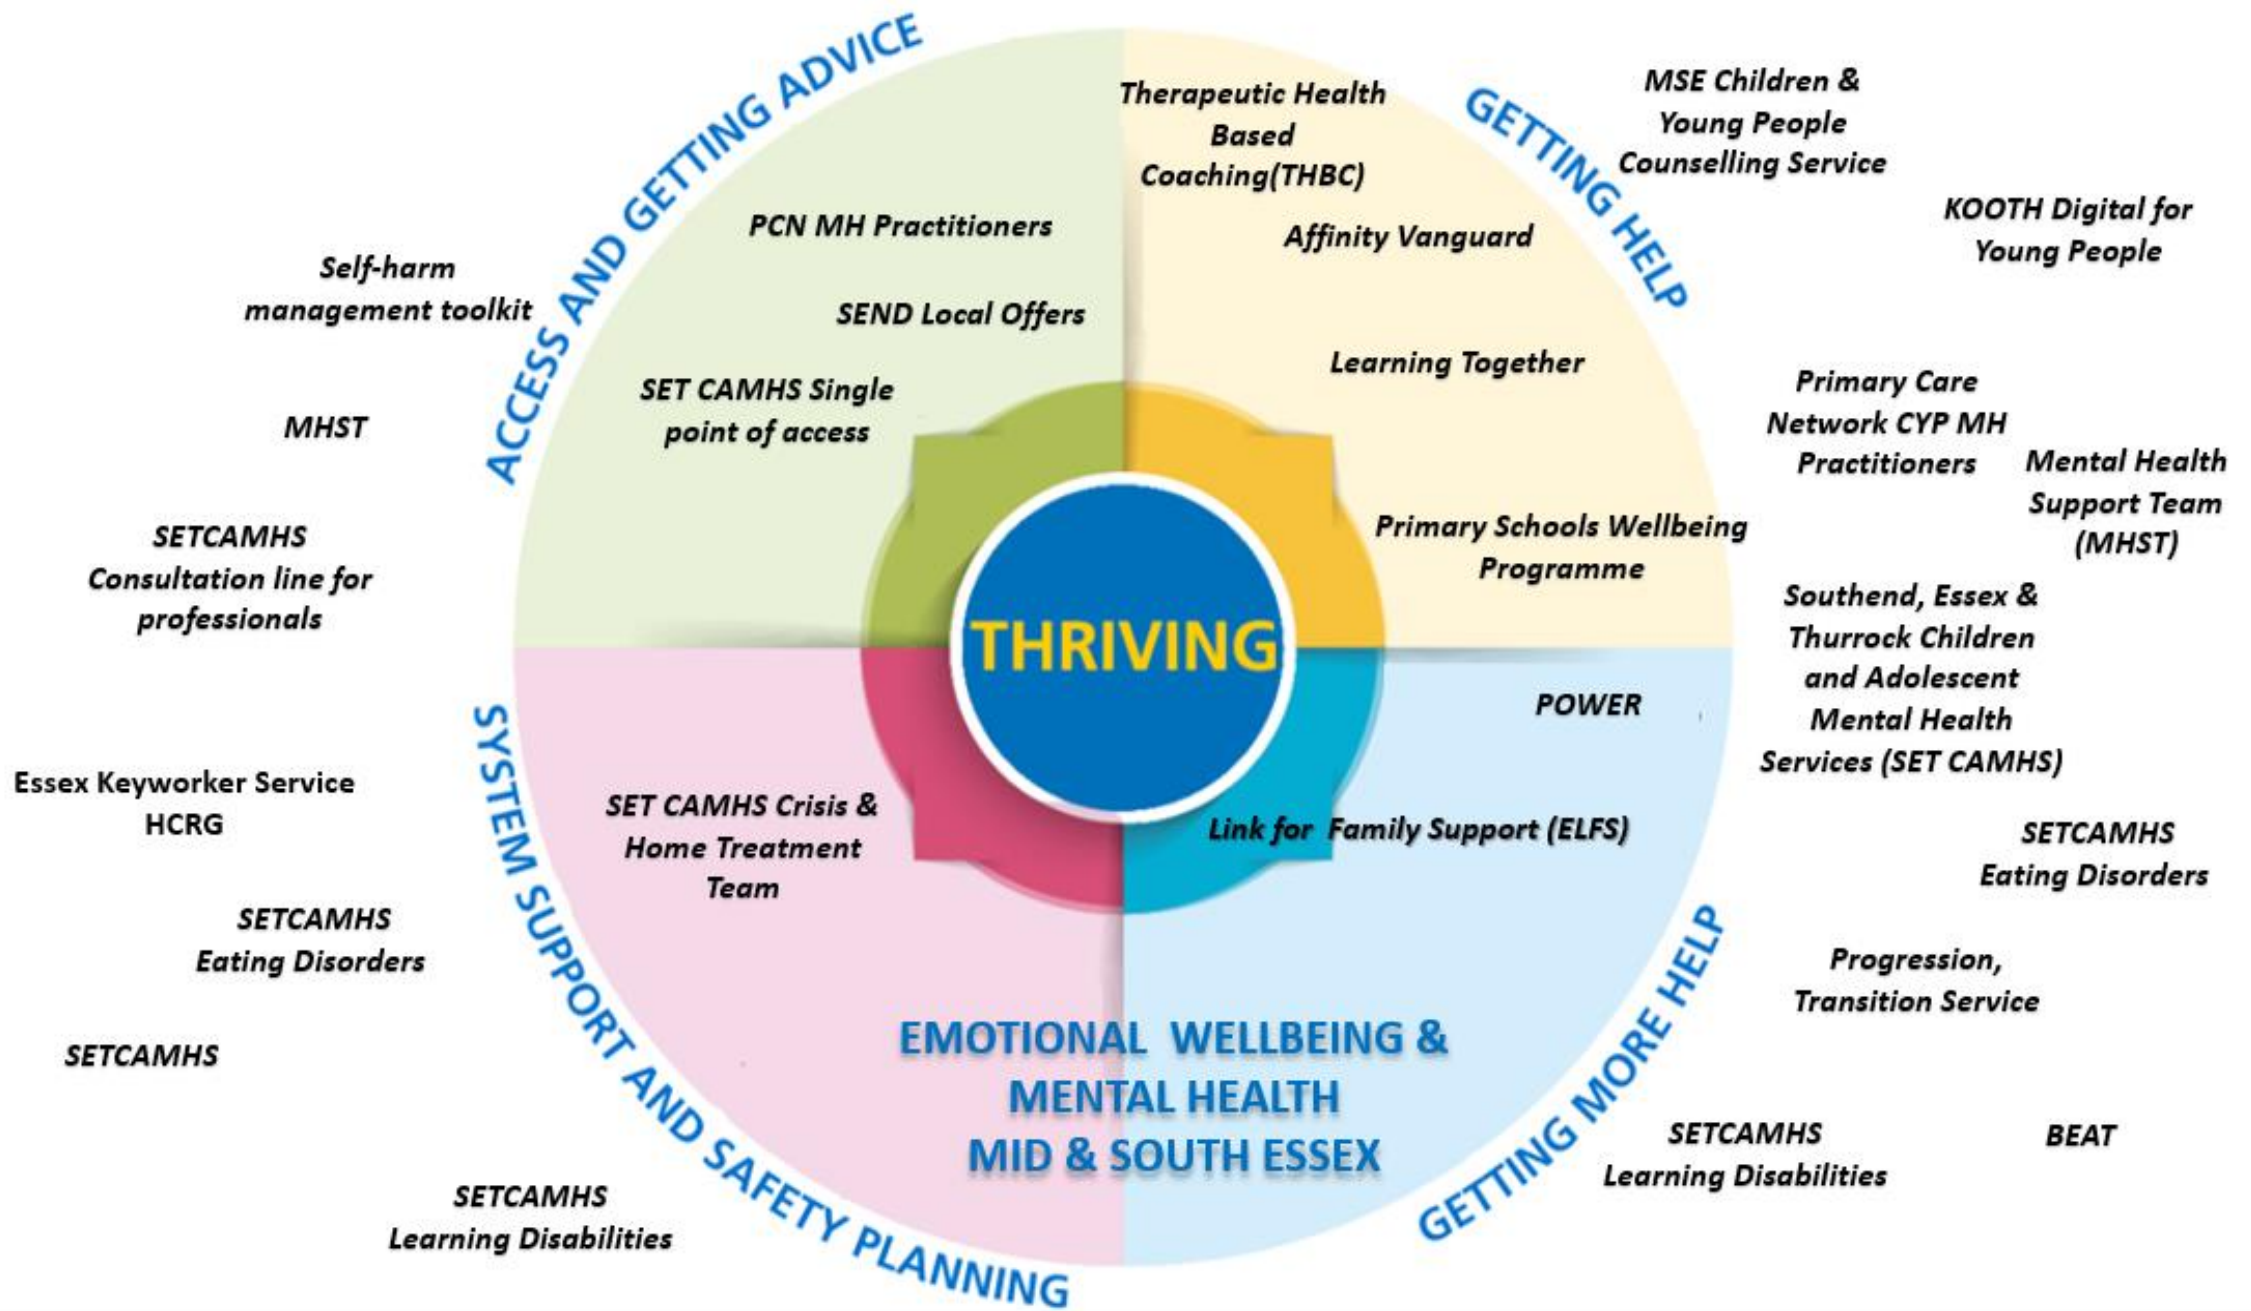 ACCESS AND GETTING ADVICE
PCN MH Practitioners
SEND Local Offers
SET CAMHS Single
point of access
Self-harm
management toolkit
MHST
SETCAMHS
Consultation line for
professionals
GETTING HELP
Therapeutic Health
Based
Coaching(THBC)
Affinity Vanguard
Learning Together
Primary Schools Wellbeing
Programme
MSE Children &
Young People
Counselling Service
KOOTH Digital for
Young People
Primary Care
Network CYP MH
Practitioners
Mental Health
Support Team
(MHST)
Southend, Essex &
Thurrock Children
and Adolescent
Mental Health
Services (SET CAMHS)
THRIVING
SYSTEM SUPPORT AND SAFETY PLANNING
SET CAMHS Crisis &
Home Treatment
Team
Essex Keyworker Service
HCRG
SETCAMHS
Eating Disorders
SETCAMHS
SETCAMHS
Learning Disabilities
GETTING MORE HELP
POWER
Link for Family Support (ELFS)
SETCAMHS
Eating Disorders
Progression,
Transition Service
SETCAMHS
Learning Disabilities
BEAT
EMOTIONAL WELLBEING &
MENTAL HEALTH
MID & SOUTH ESSEX